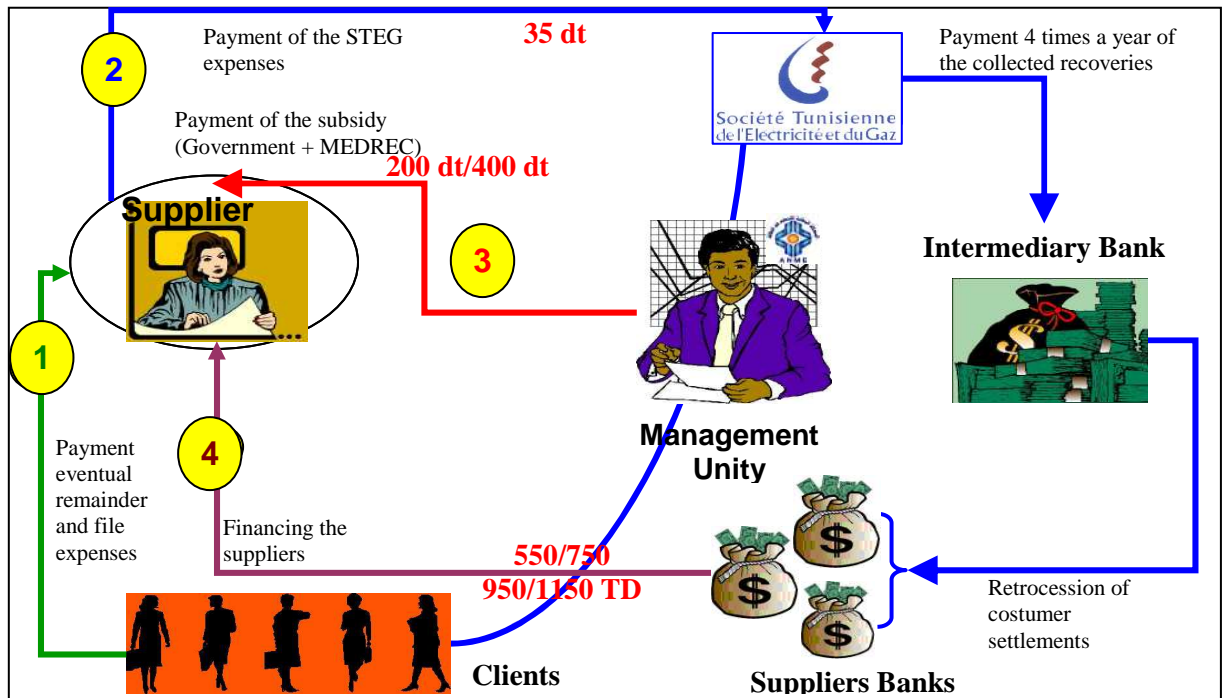 2
Payment of the STEG
expenses
35 dt
Société Tunisienne
de l'Electricité et du Gaz
Payment 4 times a year of
the collected recoveries
Payment of the subsidy
(Government + MEDREC)
200 dt/400 dt
Supplier
3
ANME
Intermediary Bank
$
1
Payment
eventual
remainder
and file
expenses
4
Financing the
suppliers
Management
Unity
550/750
950/1150 TD
$
$
$
Retrocession of
costumer
settlements
Clients
Suppliers Banks